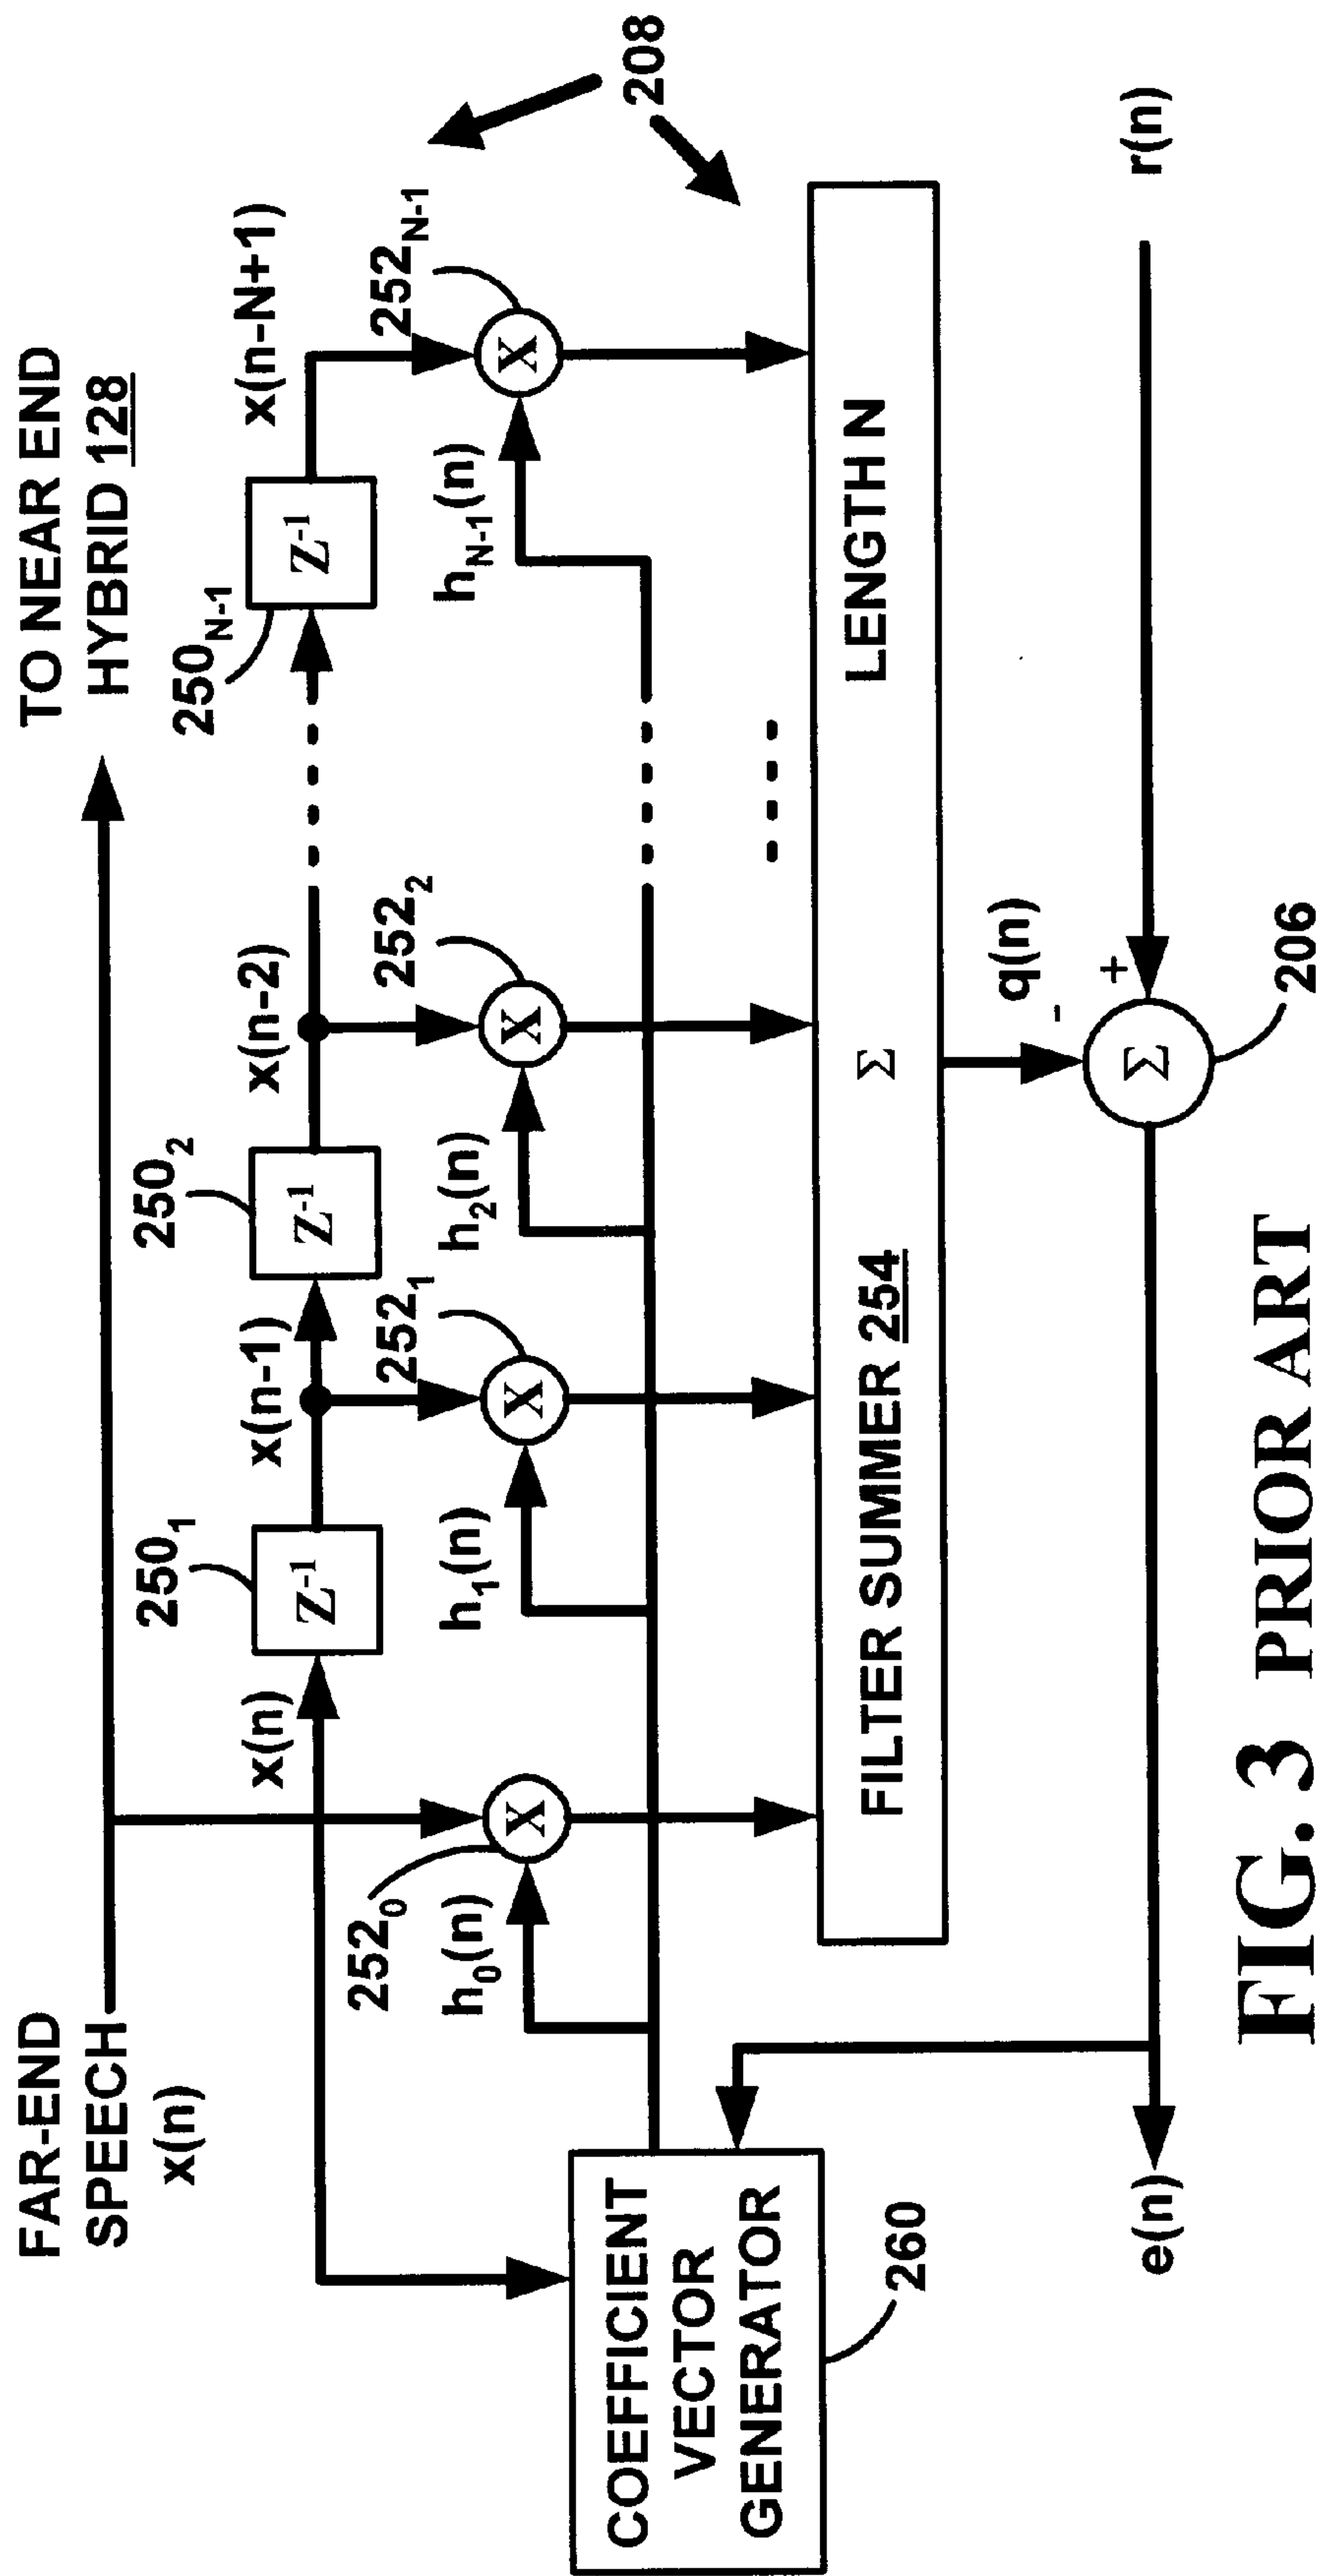 FAR-END
SPEECH
x(n)
TO NEAR END
HYBRID 128
x(n)
250₁
Z⁻¹
x(n-1)
250₂
Z⁻¹
x(n-2)
250N-1
Z⁻¹
x(n-N+1)
208
252₀
X
252₁
X
252₂
X
252N-1
X
h₀(n)
h₁(n)
h₂(n)
hN-1(n)
COEFFICIENT
VECTOR
GENERATOR
260
FILTER SUMMER 254 Σ LENGTH N
q(n)
-
+
Σ
206
r(n)
e(n)
FIG. 3 PRIOR ART